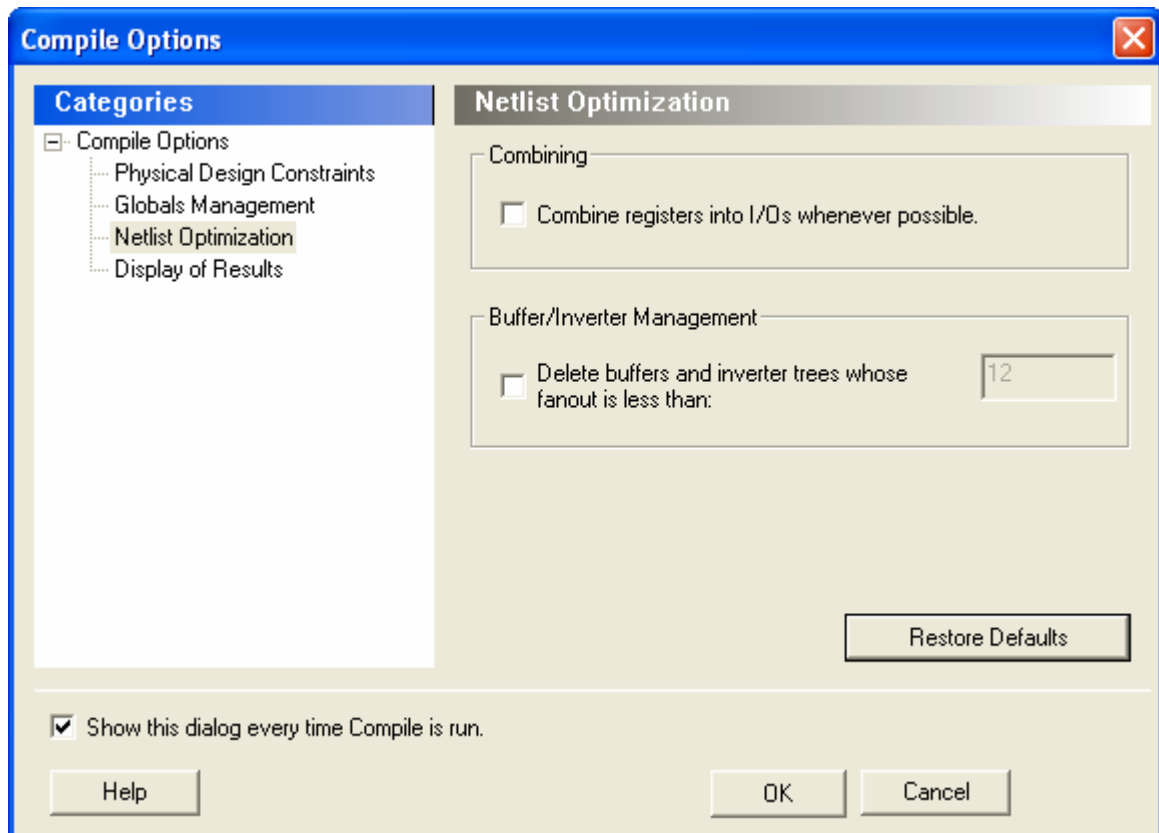 Compile Options
Categories
Compile Options
Physical Design Constraints
Globals Management
Netlist Optimization
Display of Results
Netlist Optimization
Combining
Combine registers into I/Os whenever possible.
Buffer/Inverter Management
Delete buffers and inverter trees whose
fanout is less than:
12
Restore Defaults
Show this dialog every time Compile is run.
Help
OK
Cancel